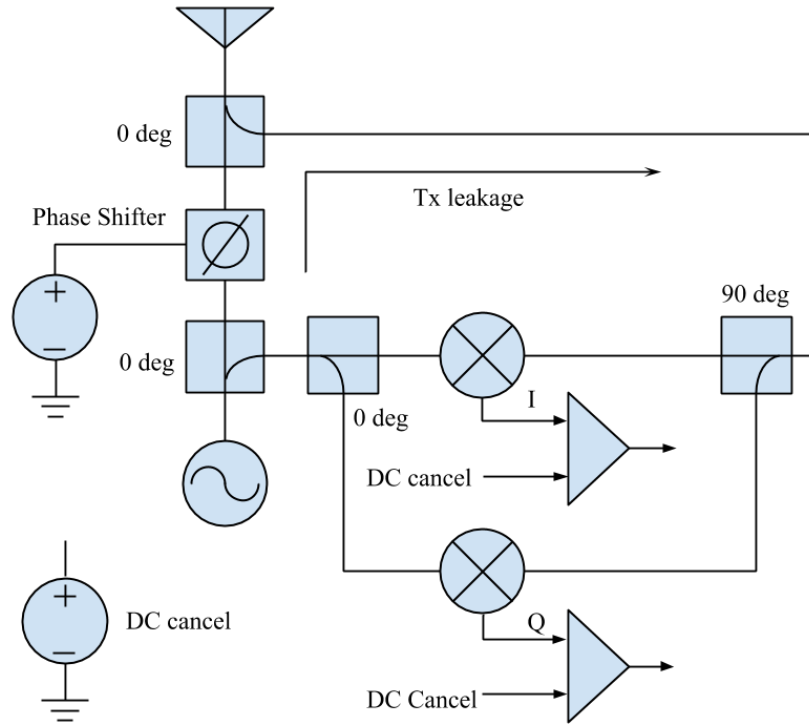 0 deg
Tx leakage
Phase Shifter
+
−
90 deg
0 deg
0 deg
I
DC cancel
+
−
DC cancel
Q
DC Cancel